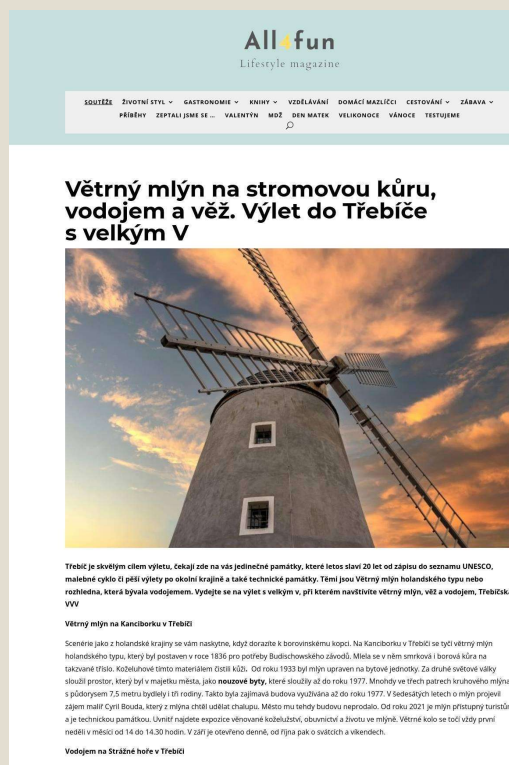 All4fun
Lifestyle magazine
SOUTĚŽE ŽIVOTNÍ STYL GASTRONOMIE KNIHY VZDĚLÁVÁNÍ DOMÁCÍ MAZLÍČCI CESTOVÁNÍ ZÁBAVA
PŘÍBĚHY ZEPTALI JSME SE ... VALENTÝN MDŽ DEN MATEK VELIKONOCE VÁNOCE TESTUJEME
Větrný mlýn na stromovou kůru,
vodojem a věž. Výlet do Třebíče
s velkým V
Třebíč je skvělým cílem výletu, čekají zde na vás jedinečné památky, které letos slaví 20 let od zápisu do seznamu UNESCO,
malebné cyklo či pěší výlety po okolní krajině a také technické památky. Těmi jsou Větrný mlýn holandského typu nebo
rozhledna, která bývala vodojemem. Vydejte se na výlet s velkým v, při kterém navštívíte větrný mlýn, věž a vodojem, Třebíčská
VVV
Větrný mlýn na Kanciborku v Třebíči
Scenérie jako z holandské krajiny se vám naskytne, když dorazíte k borovinskému kopci. Na Kanciborku v Třebíči se tyčí větrný mlýn
holandského typu, který byl postaven v roce 1836 pro potřeby Budischowského závodů. Mlela se v něm smrková i borová kůra na
takzvané tříslo. Koželuhové tímto materiálem čistili kůži. Od roku 1933 byl mlýn upraven na bytové jednotky. Za druhé světové války
sloužil prostor, který byl v majetku města, jako nouzové byty, které sloužily až do roku 1977. Mnohdy ve třech patrech kruhového mlýna
s půdorysem 7,5 metru bydlely i tři rodiny. Takto byla zajímavá budova využívána až do roku 1977. V šedesátých letech o mlýn projevil
zájem malíř Cyril Bouda, který z mlýna chtěl udělat chalupu. Město mu tehdy budovu neprodalo. Od roku 2021 je mlýn přístupný turistům
a je technickou památkou. Uvnitř najdete expozice věnované koželužství, obuvnictví a životu ve mlýně. Větrné kolo se točí vždy první
neděli v měsíci od 14 do 14.30 hodin. V září je otevřeno denně, od října pak o svátcích a víkendech.
Vodojem na Strážné hoře v Třebíči